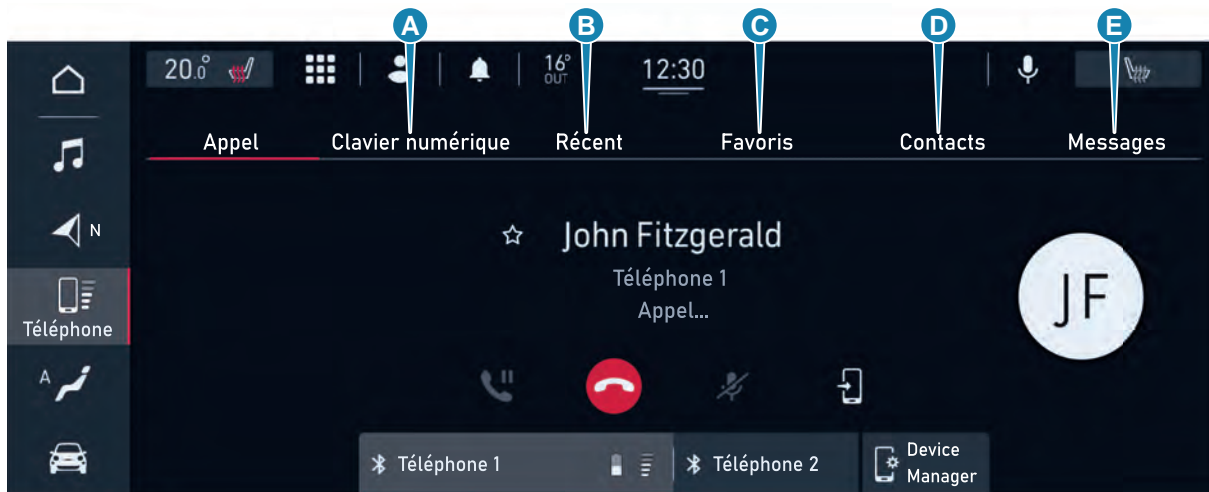 A B C D E
20.0° 16° OUT 12:30
Appel Clavier numérique Récent Favoris Contacts Messages
N
John Fitzgerald
Téléphone 1
Appel...
JF
Téléphone
A
Téléphone 1 Téléphone 2 Device
Manager